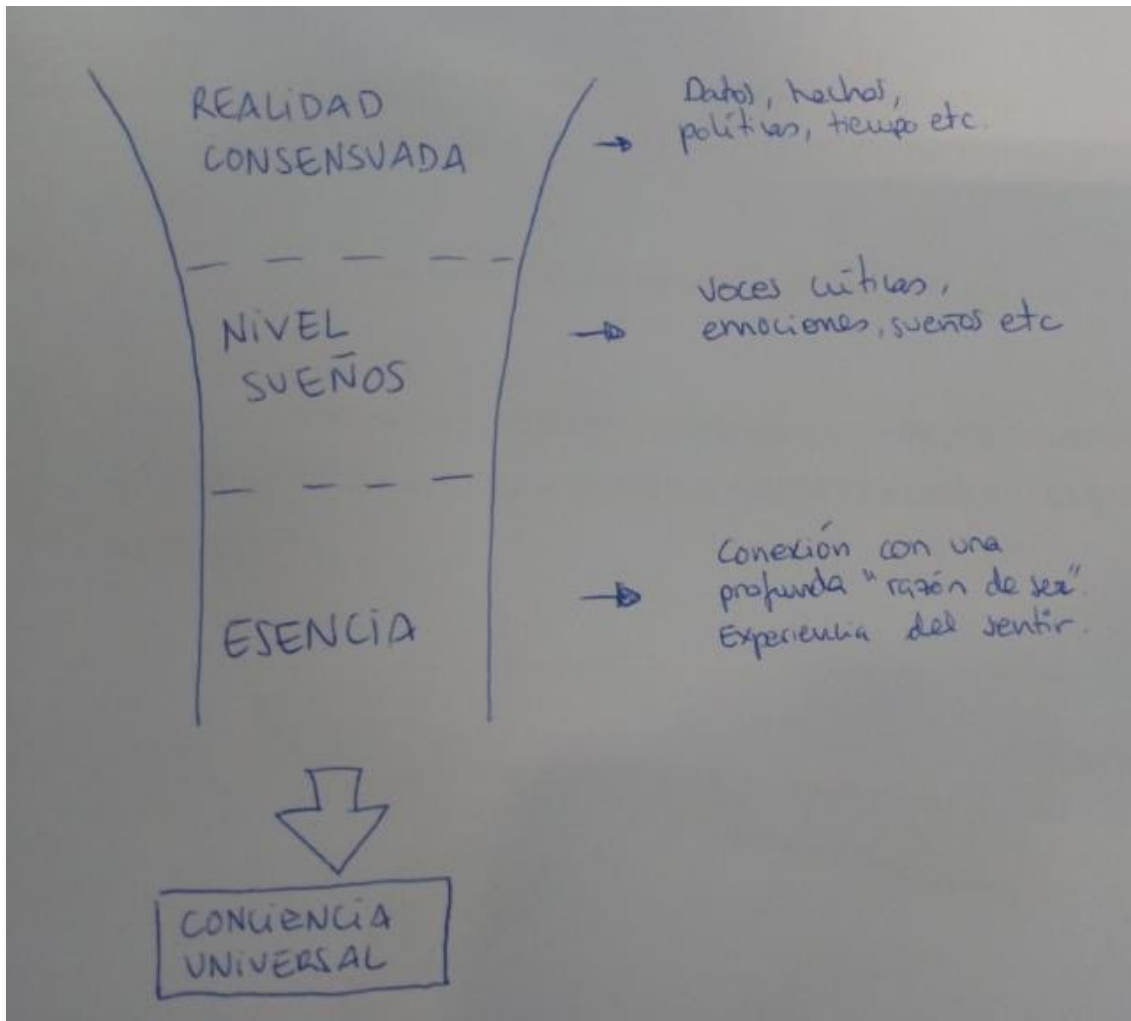 REALIDAD
CONSENSUADA
Datos, hechos,
políticas, tiempo etc.
NIVEL
SUEÑOS
Voces críticas,
emociones, sueños etc
ESENCIA
Conexión con una
profunda "razón de ser".
Experiencia del sentir.
CONCIENCIA
UNIVERSAL